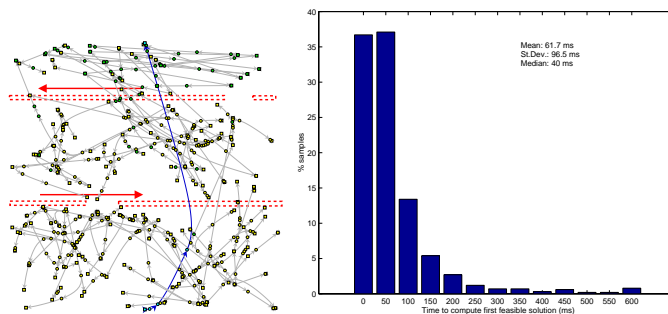 40
35
30
25
20
15
10
5
0
% samples
Mean: 61.7 ms
St.Dev.: 96.5 ms
Median: 40 ms
0 50 100 150 200 250 300 350 400 450 500 550 600
Time to compute first feasible solution (ms)